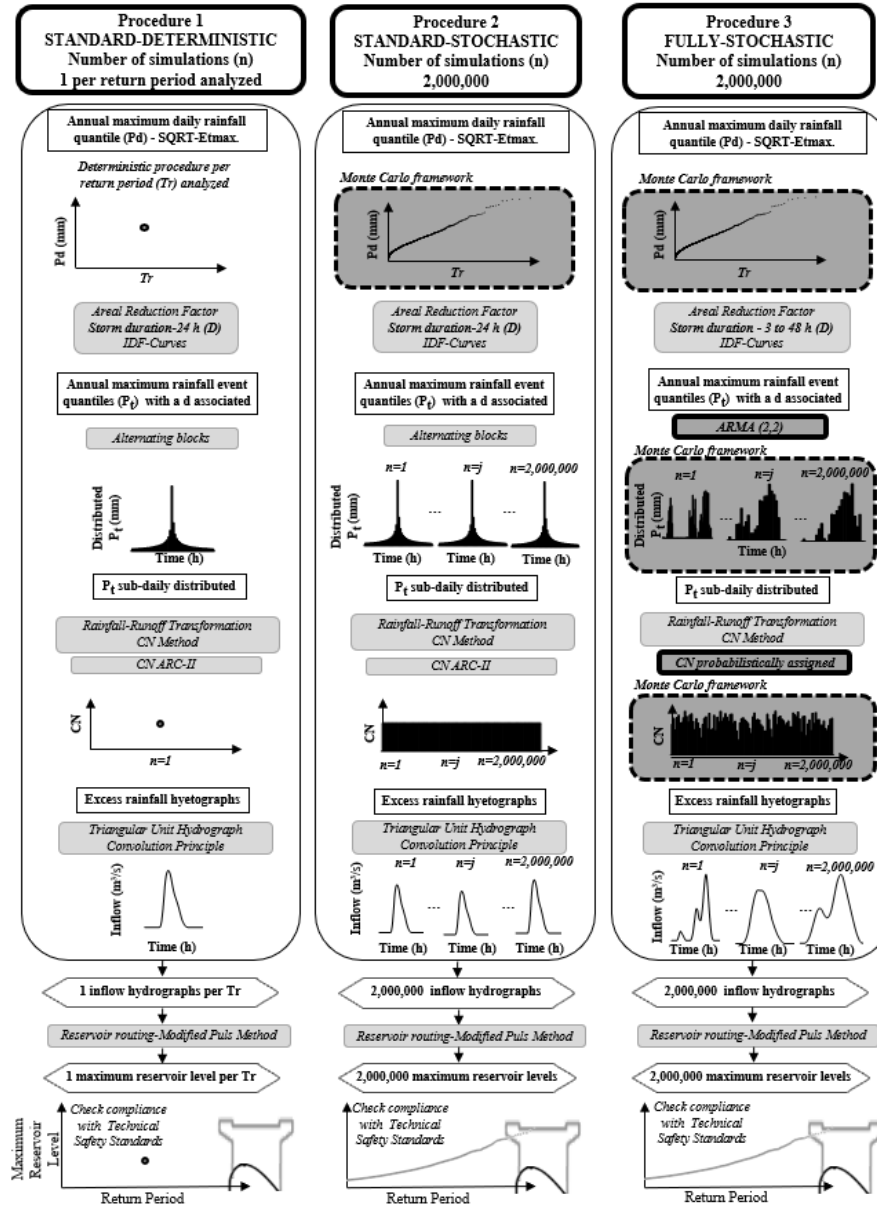 Procedure 1
STANDARD-DETERMINISTIC
Number of simulations (n)
1 per return period analyzed
Annual maximum daily rainfall
quantile (Pd) - SQRT-Etmax.
Deterministic procedure per
return period (Tr) analyzed
Pd (mm)
Tr
Areal Reduction Factor
Storm duration-24 h (D)
IDF-Curves
Annual maximum rainfall event
quantiles (Pt) with a d associated
Alternating blocks
Distributed
Pt (mm)
Time (h)
Pt sub-daily distributed
Rainfall-Runoff Transformation
CN Method
CN ARC-II
CN
n=1
Excess rainfall hyetographs
Triangular Unit Hydrograph
Convolution Principle
Inflow (m³/s)
Time (h)
1 inflow hydrographs per Tr
Reservoir routing-Modified Puls Method
1 maximum reservoir level per Tr
Maximum
Reservoir
Level
Check compliance
with Technical
Safety Standards
Return Period
Procedure 2
STANDARD-STOCHASTIC
Number of simulations (n)
2,000,000
Annual maximum daily rainfall
quantile (Pd) - SQRT-Etmax.
Monte Carlo framework
Pd (mm)
Tr
Areal Reduction Factor
Storm duration-24 h (D)
IDF-Curves
Annual maximum rainfall event
quantiles (Pt) with a d associated
Alternating blocks
n=1 n=j n=2,000,000
Distributed
Pt (mm)
... ...
Time (h) Time (h) Time (h)
Pt sub-daily distributed
Rainfall-Runoff Transformation
CN Method
CN ARC-II
CN
n=1 n=j n=2,000,000
Excess rainfall hyetographs
Triangular Unit Hydrograph
Convolution Principle
n=1 n=j n=2,000,000
Inflow (m³/s)
... ...
Time (h) Time (h) Time (h)
2,000,000 inflow hydrographs
Reservoir routing-Modified Puls Method
2,000,000 maximum reservoir levels
Check compliance
with Technical
Safety Standards
Return Period
Procedure 3
FULLY-STOCHASTIC
Number of simulations (n)
2,000,000
Annual maximum daily rainfall
quantile (Pd) - SQRT-Etmax.
Monte Carlo framework
Pd (mm)
Tr
Areal Reduction Factor
Storm duration - 3 to 48 h (D)
IDF-Curves
Annual maximum rainfall event
quantiles (Pt) with a d associated
ARMA (2,2)
Monte Carlo framework
n=1 n=j n=2,000,000
Distributed
Pt (mm)
... ...
Time (h)
Pt sub-daily distributed
Rainfall-Runoff Transformation
CN Method
CN probabilistically assigned
Monte Carlo framework
CN
n=1 n=j n=2,000,000
Excess rainfall hyetographs
Triangular Unit Hydrograph
Convolution Principle
n=1 n=j n=2,000,000
Inflow (m³/s)
... ...
Time (h) Time (h) Time (h)
2,000,000 inflow hydrographs
Reservoir routing-Modified Puls Method
2,000,000 maximum reservoir levels
Check compliance
with Technical
Safety Standards
Return Period